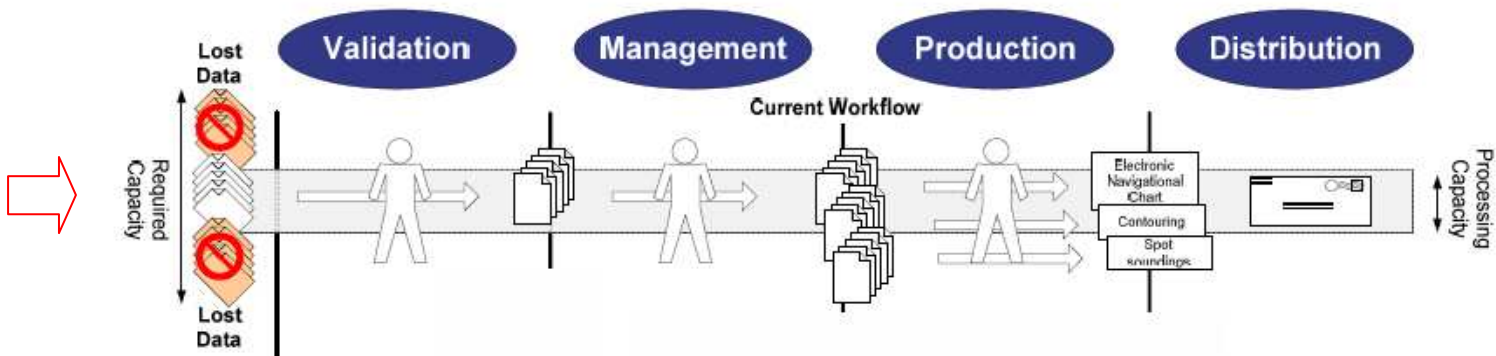 Lost
Data
Validation
Management
Production
Distribution
Current Workflow
Required
Capacity
Electronic
Navigational
Chart
Contouring
Spot
soundings
Processing
Capacity
Lost
Data